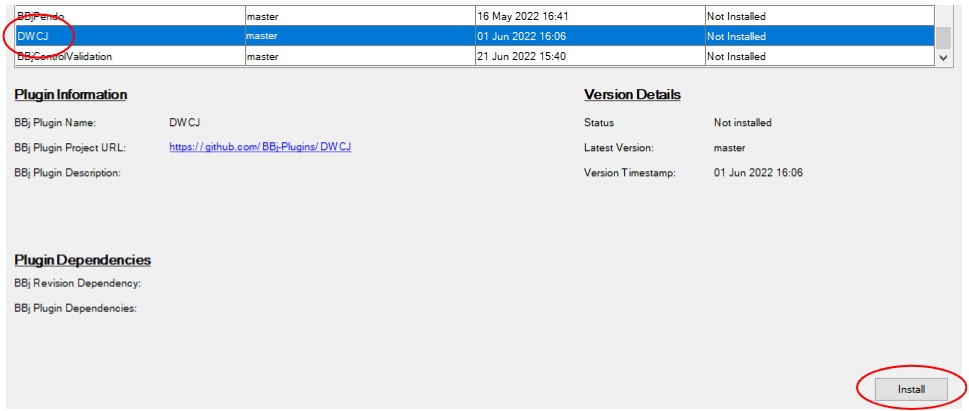 BBjPendo master 16 May 2022 16:41 Not Installed
DWCJ master 01 Jun 2022 16:06 Not Installed
BBjControlValidation master 21 Jun 2022 15:40 Not Installed
Plugin Information Version Details
BBj Plugin Name: DWCJ Status Not installed
BBj Plugin Project URL: https://github.com/BBj-Plugins/DWCJ Latest Version: master
BBj Plugin Description: Version Timestamp: 01 Jun 2022 16:06
Plugin Dependencies
BBj Revision Dependency:
BBj Plugin Dependencies:
Install